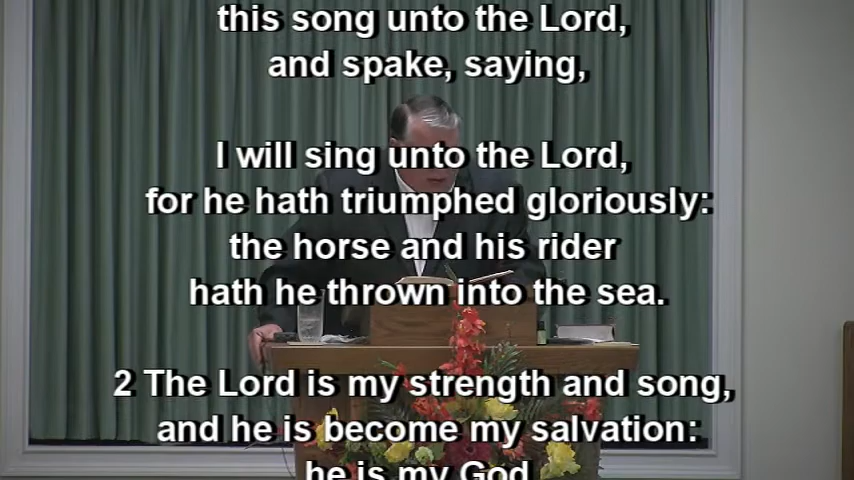 this song unto the Lord,
and spake, saying,
I will sing unto the Lord,
for he hath triumphed gloriously:
the horse and his rider
hath he thrown into the sea.
2 The Lord is my strength and song,
and he is become my salvation:
he is my God